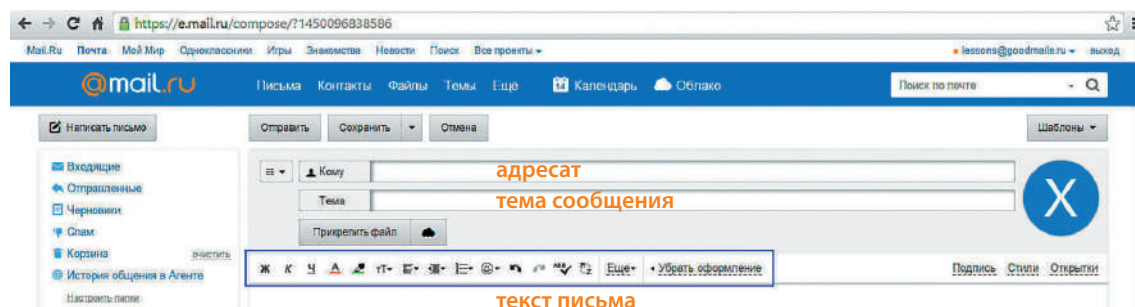 https://e.mail.ru/compose/?1450096838586
Mail.Ru Почта Мой Мир Одноклассники Игры Знакомства Новости Поиск Все проекты lessons@goodmails.ru выход
@mail.ru Письма Контакты Файлы Темы Ещё 14 Календарь Облако Поиск по почте
Написать письмо Отправить Сохранить Отмена Шаблоны
Входящие Кому адресат
Отправленные
Черновики Тема тема сообщения X
Спам Прикрепить файл
Корзина очистить
История общения в Агенте Ж К Ч А тТ Ещё Убрать оформление Подпись Стили Открытки
Настроить папки текст письма